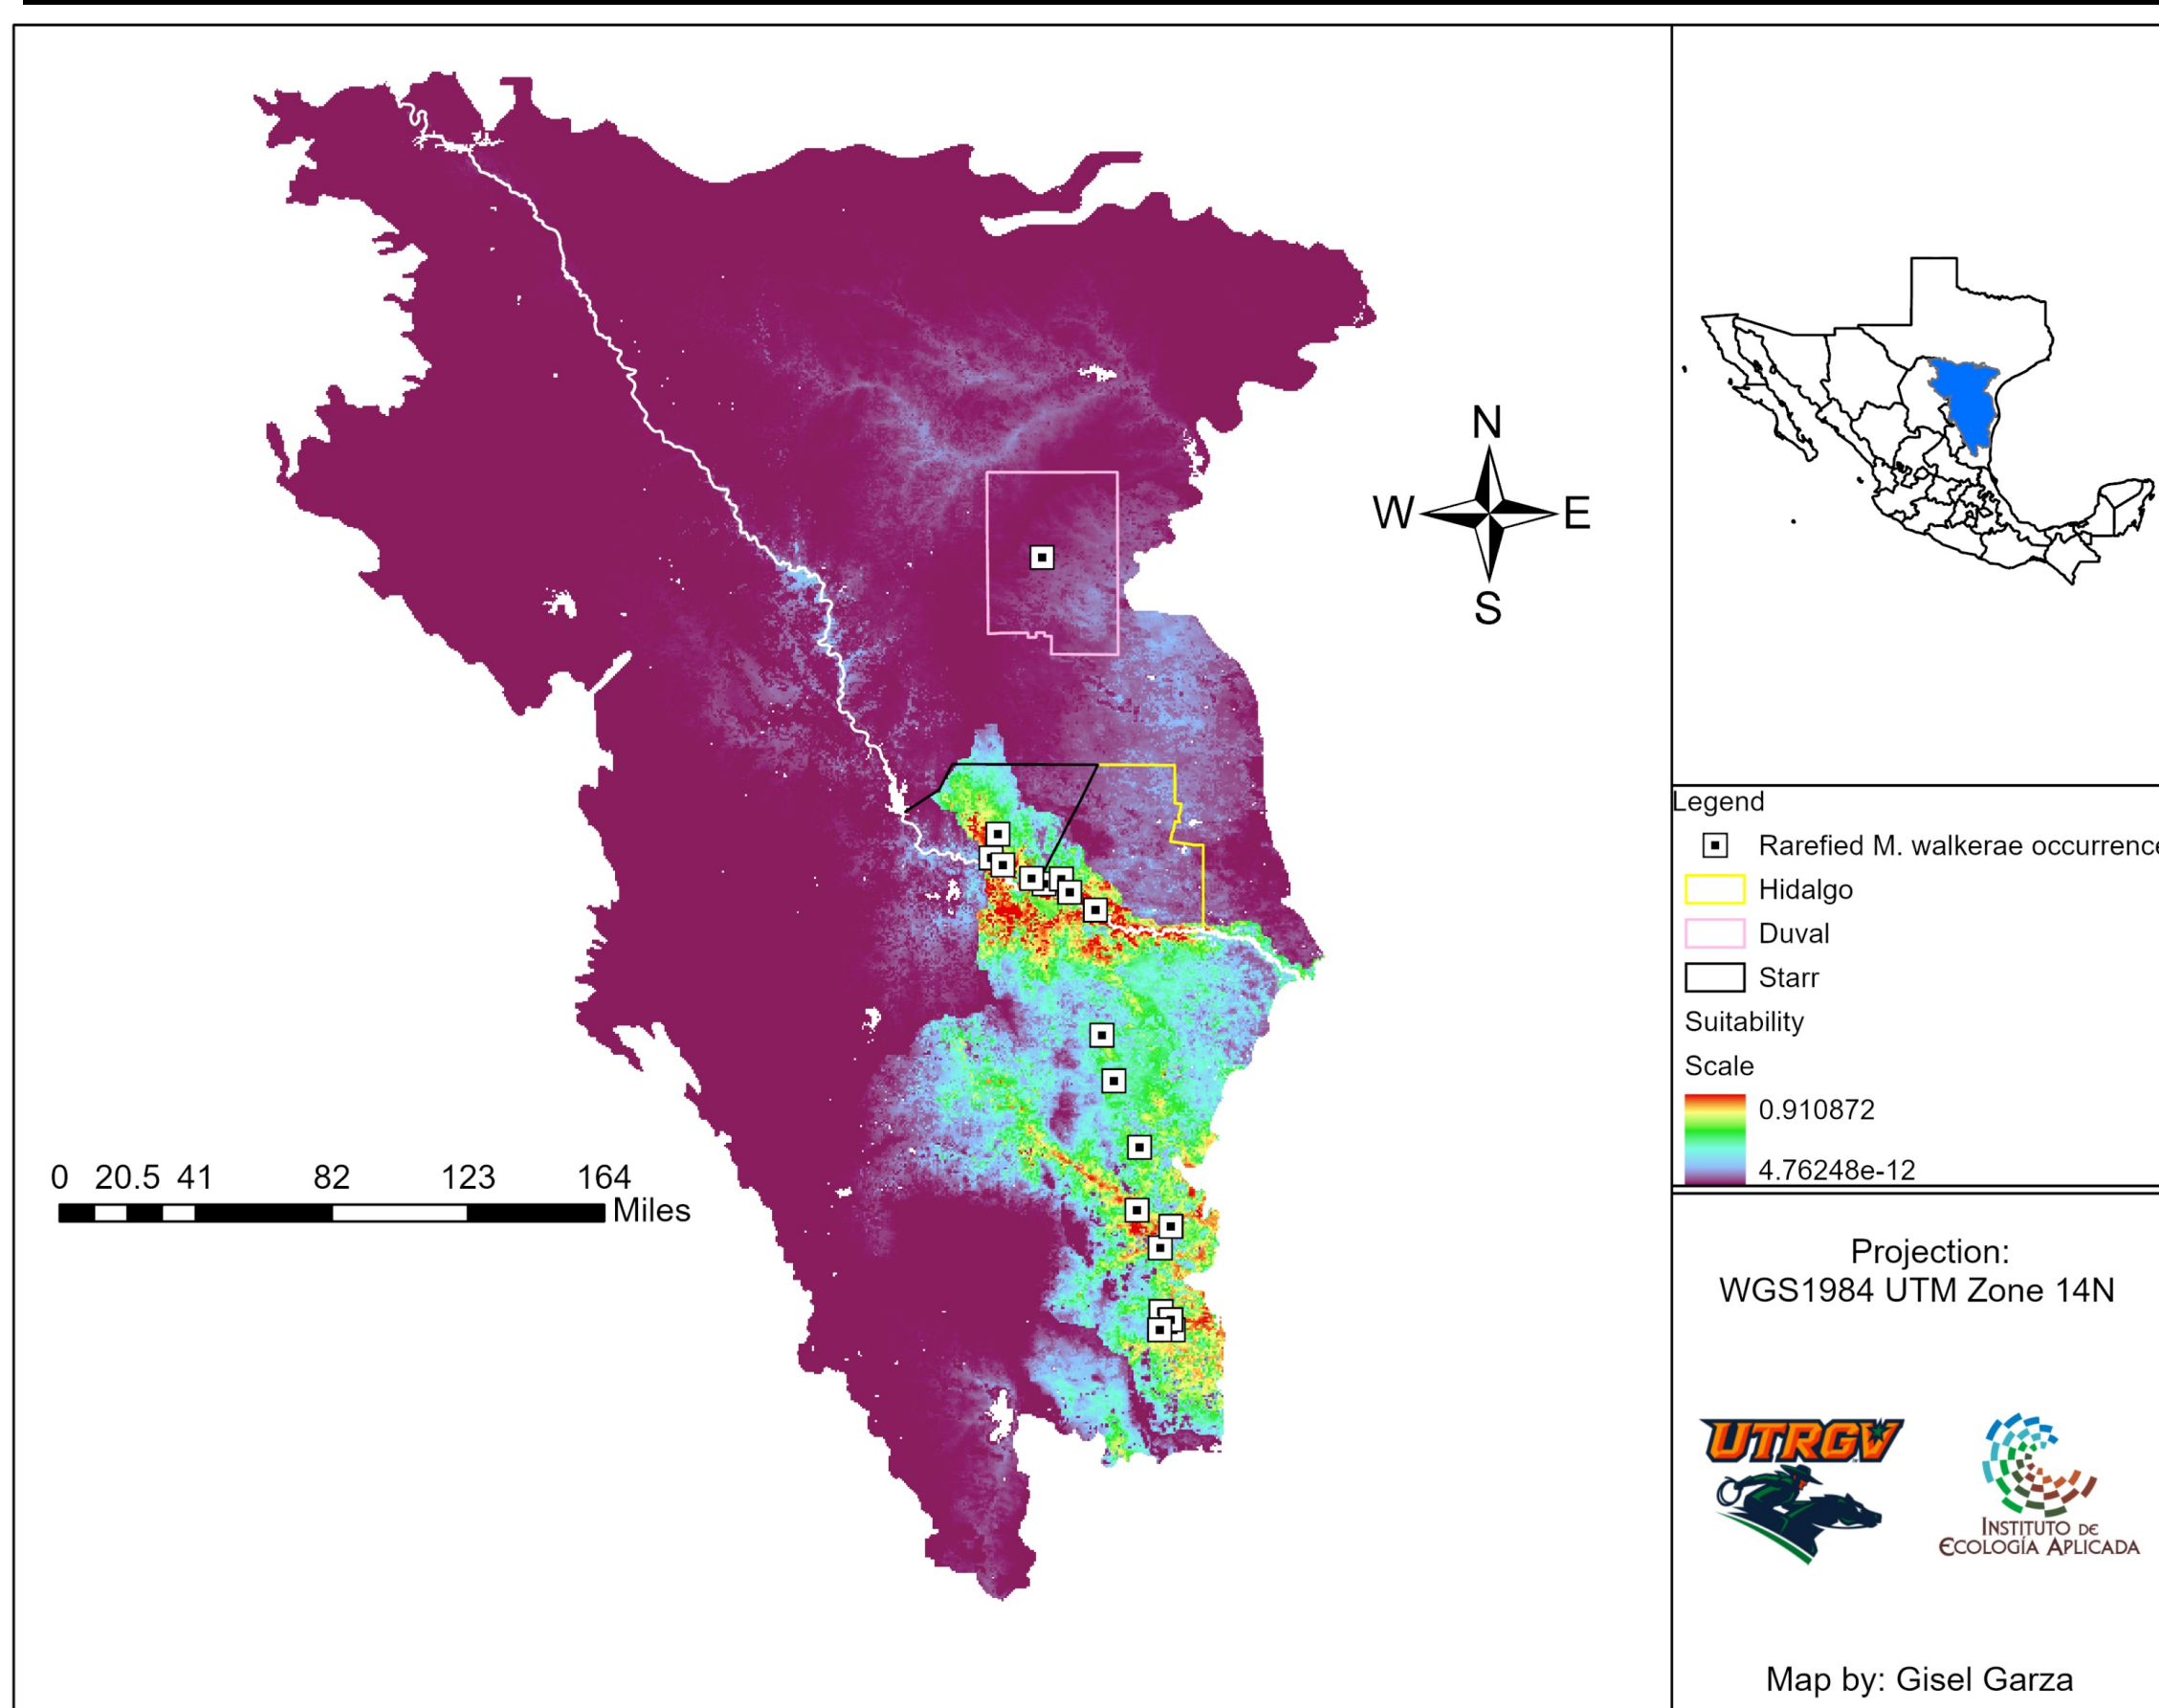 N
W E
S
0 20.5 41 82 123 164
Miles
Legend
Rarefied M. walkerae occurrence
Hidalgo
Duval
Starr
Suitability
Scale
0.910872
4.76248e-12
Projection:
WGS1984 UTM Zone 14N
UTRGV
INSTITUTO DE
ECOLOGÍA APLICADA
Map by: Gisel Garza